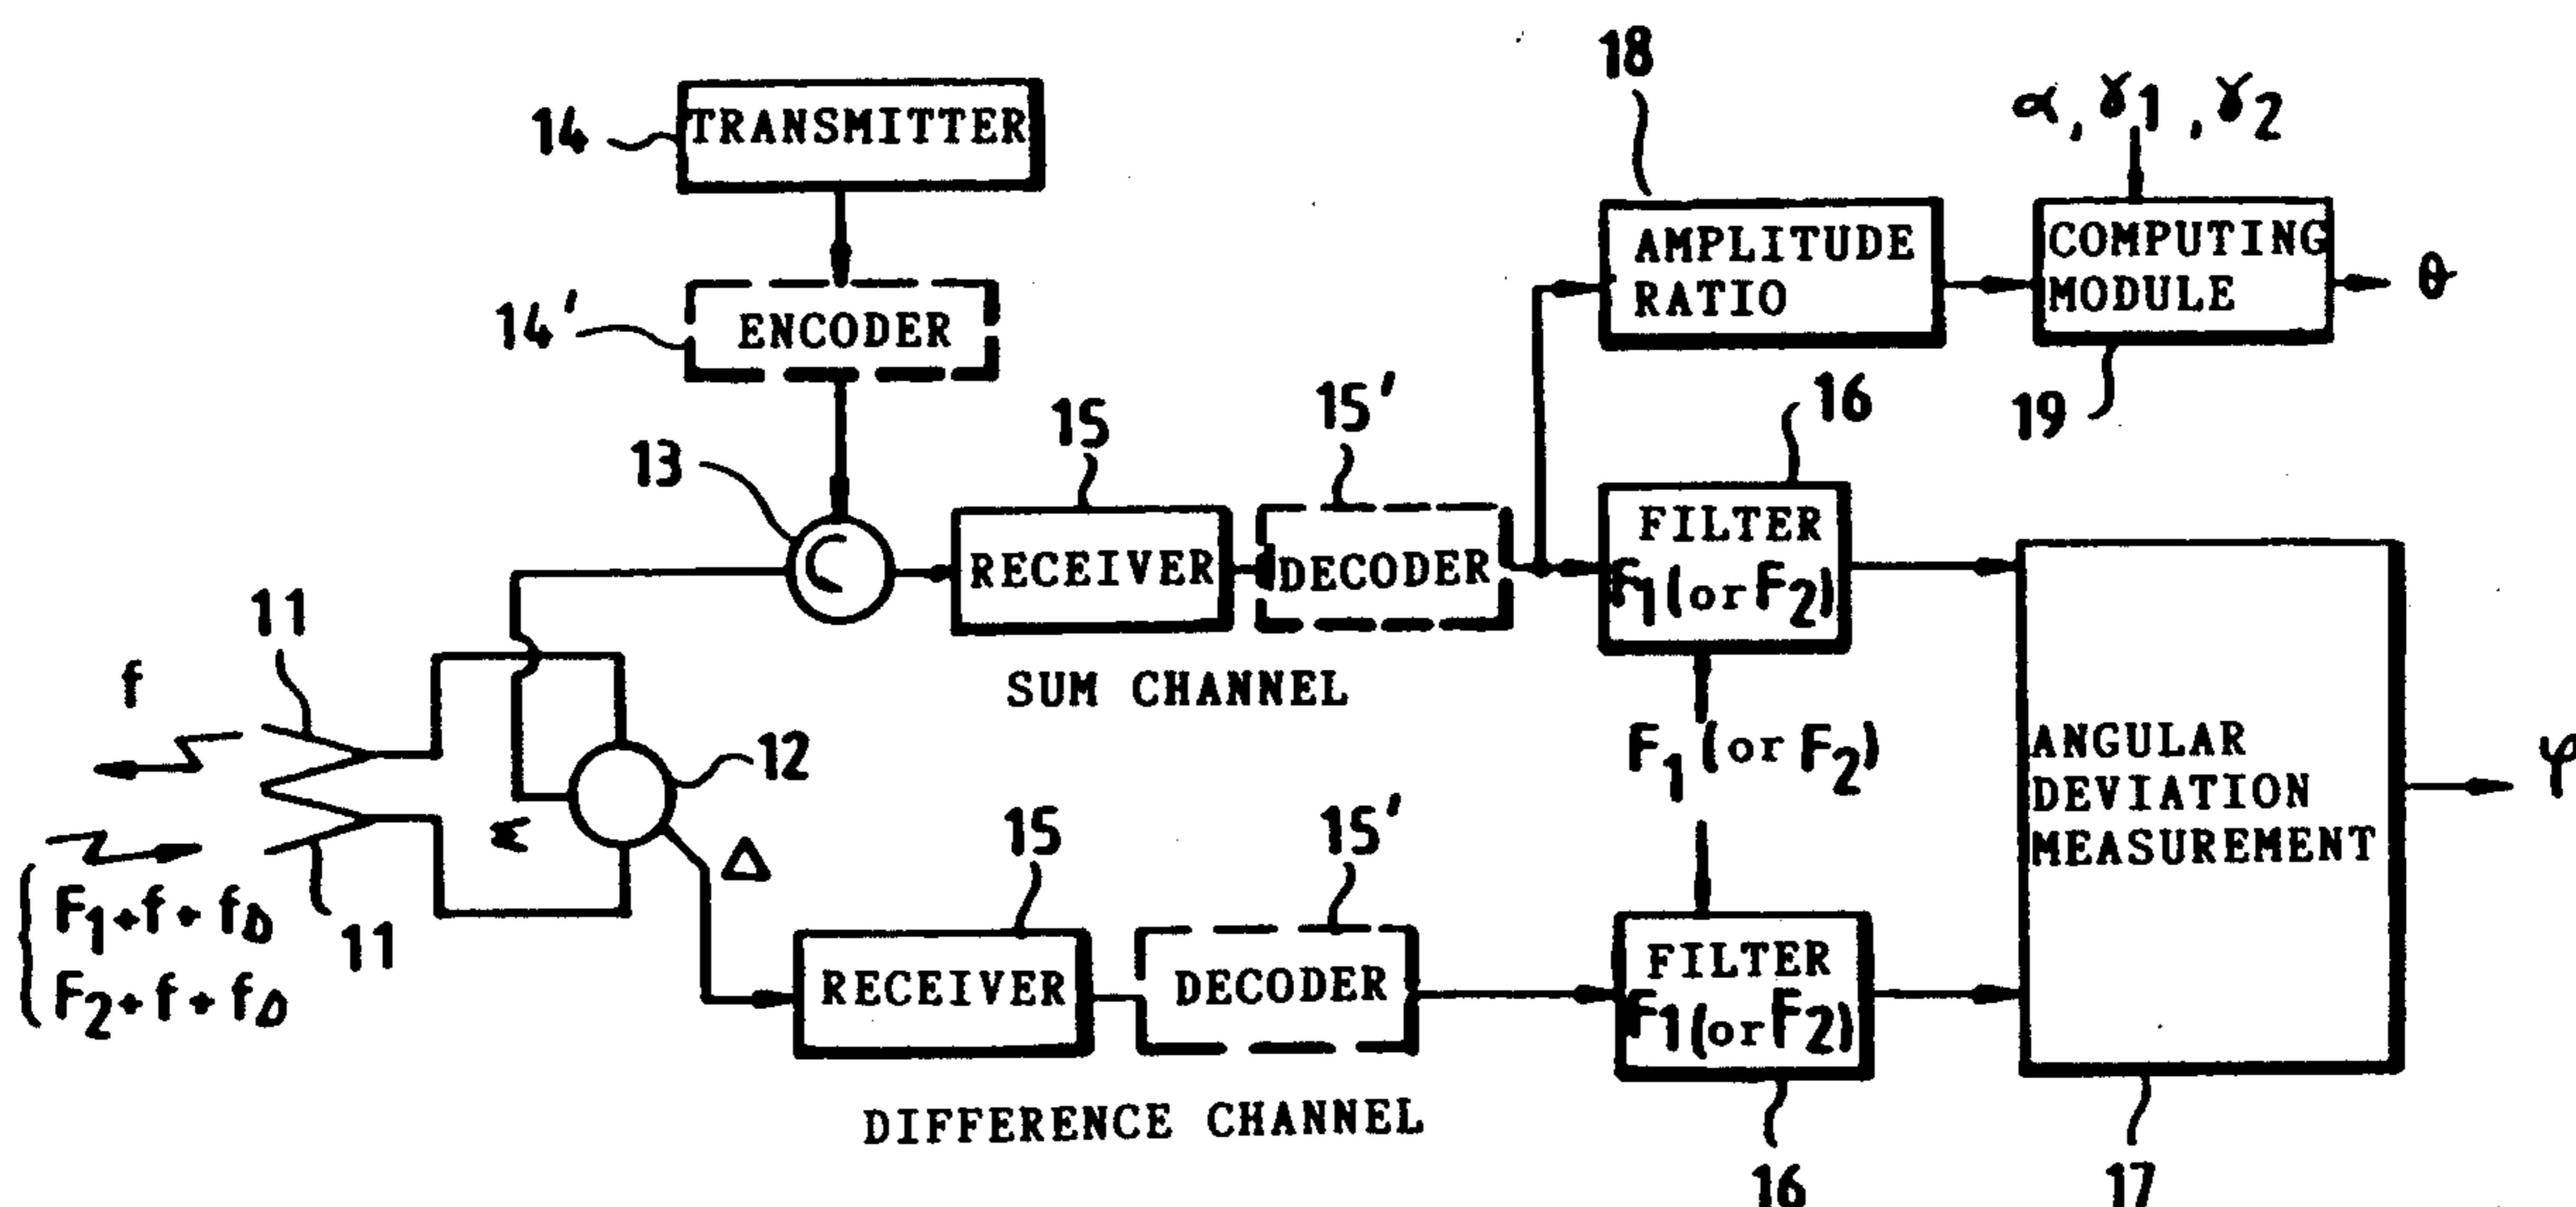 18
α, γ1, γ2
14
TRANSMITTER
AMPLITUDE
RATIO
COMPUTING
MODULE
θ
14'
ENCODER
19
16
15
15'
13
FILTER
F1 (or F2)
RECEIVER
DECODER
11
f
SUM CHANNEL
F1 (or F2)
12
Σ
Δ
ANGULAR
DEVIATION
MEASUREMENT
φ
F1 + f + fD
F2 + f + fD
11
15
15'
RECEIVER
DECODER
FILTER
F1 (or F2)
DIFFERENCE CHANNEL
16
17